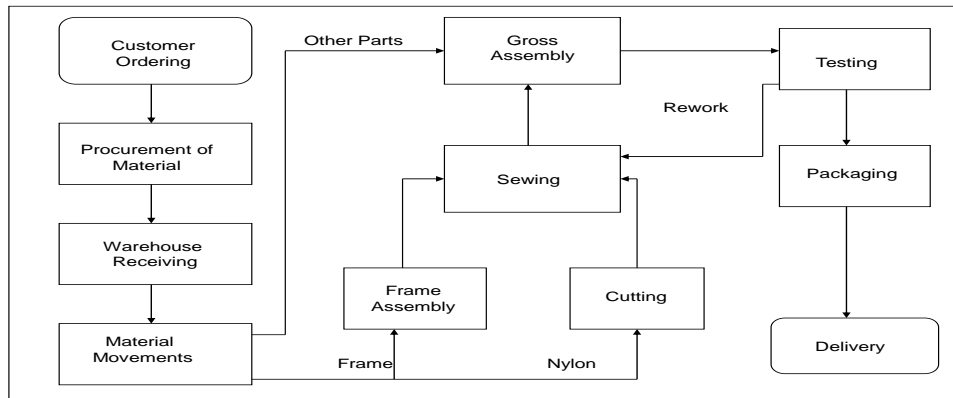 Customer
Ordering
Procurement of
Material
Warehouse
Receiving
Material
Movements
Other Parts
Frame
Nylon
Frame
Assembly
Cutting
Sewing
Gross
Assembly
Rework
Testing
Packaging
Delivery